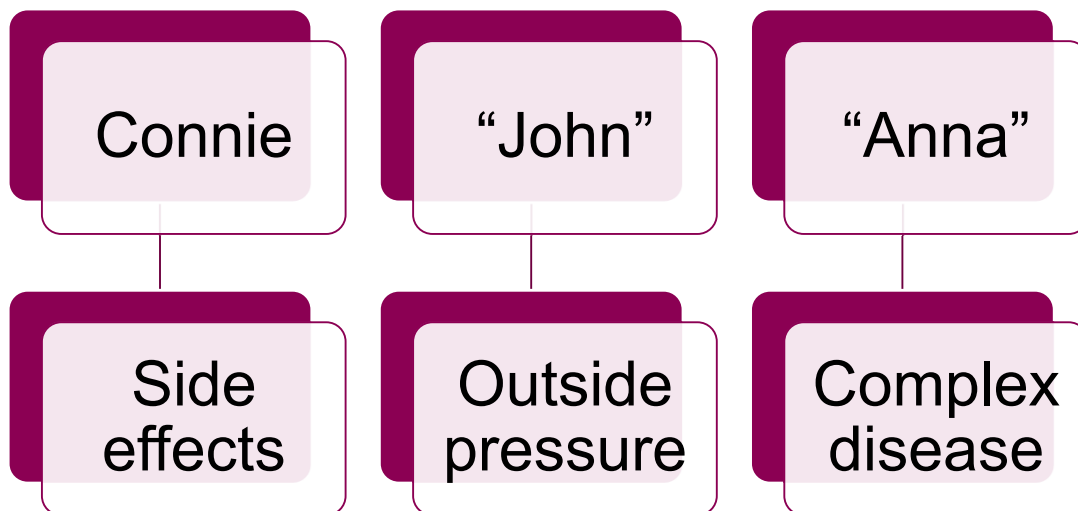 Connie
“John”
“Anna”
Side
effects
Outside
pressure
Complex
disease